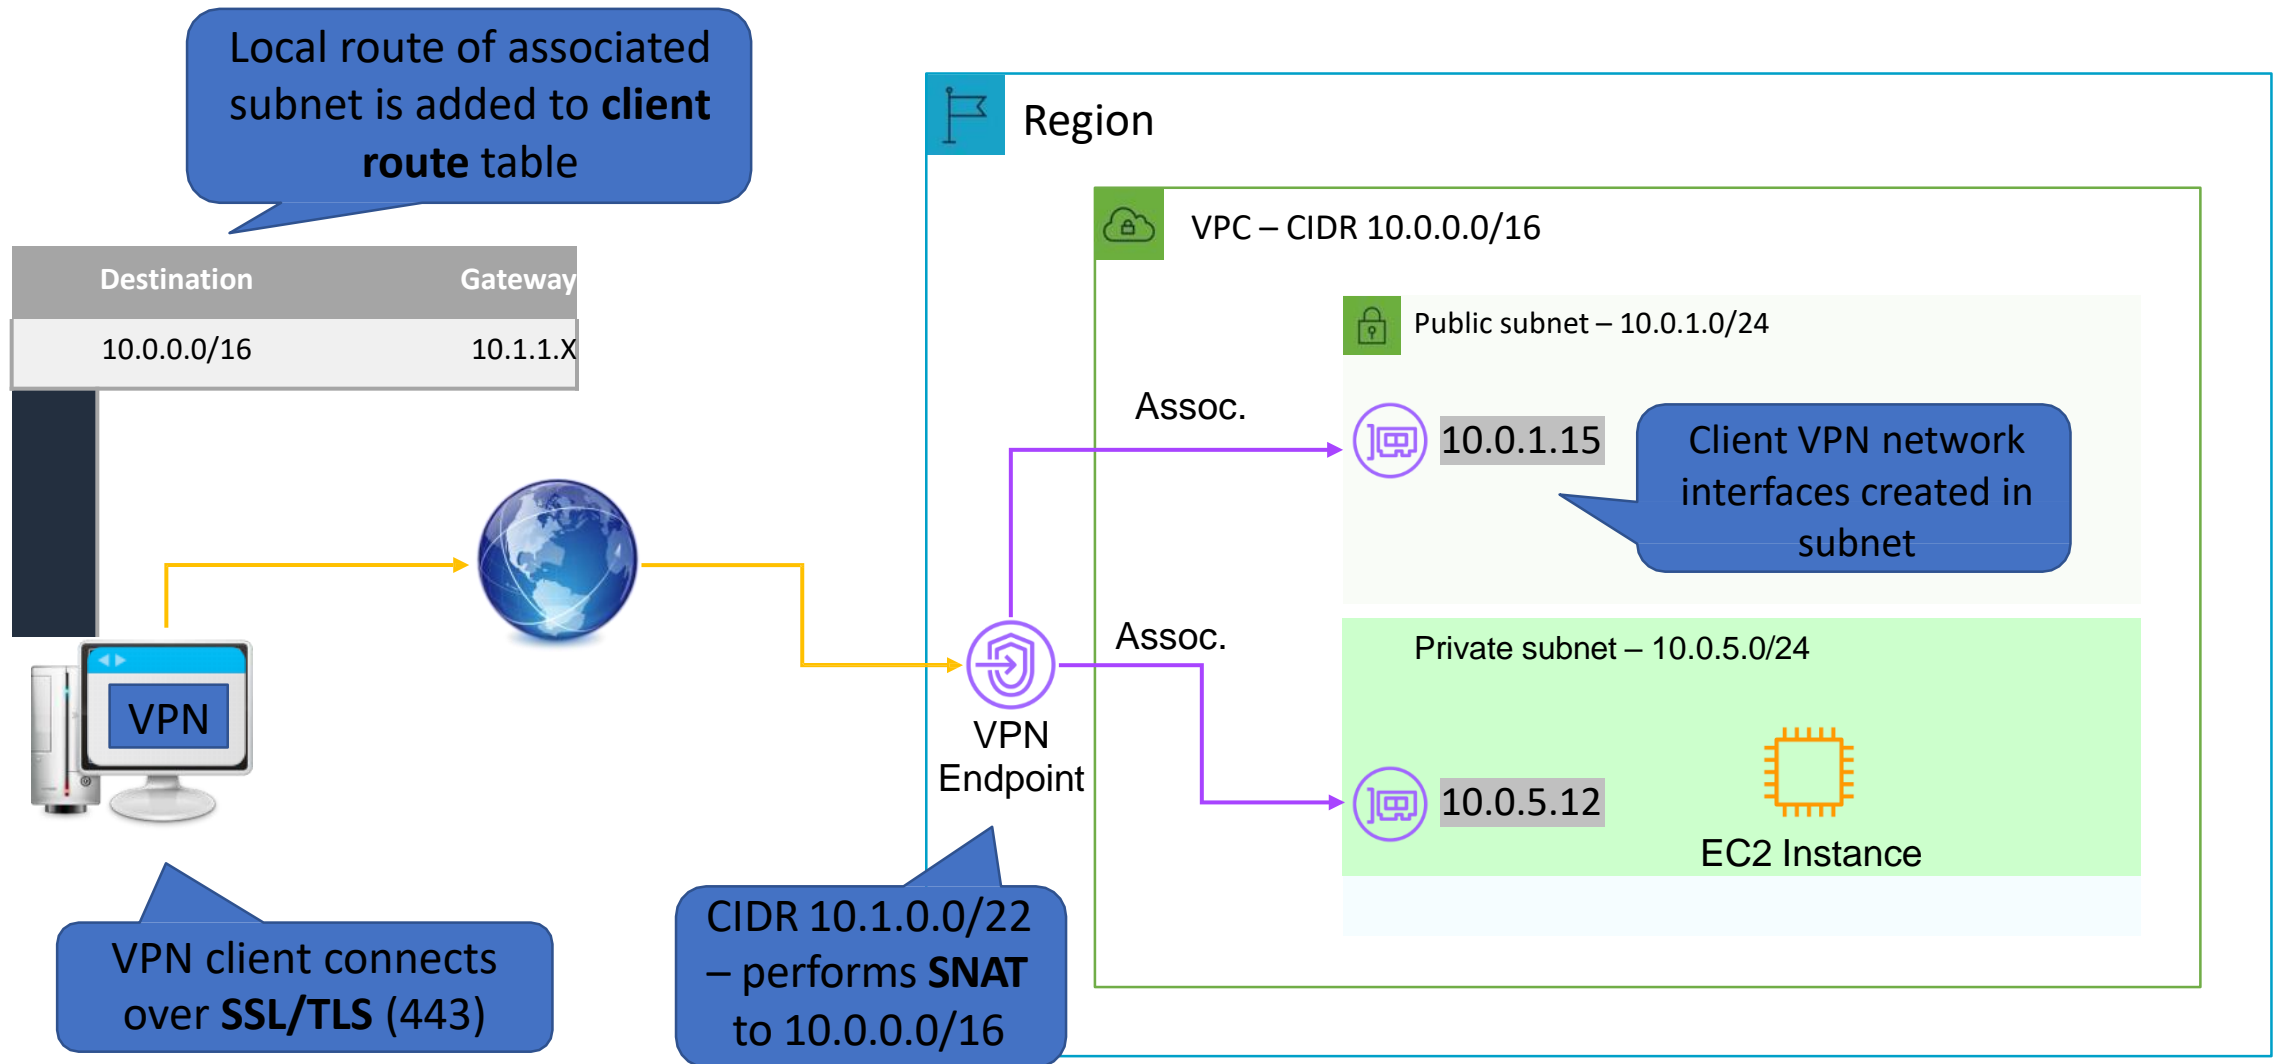 Local route of associated
subnet is added to client
route table
Region
VPC – CIDR 10.0.0.0/16
Destination Gateway
10.0.0.0/16 10.1.1.X
Public subnet – 10.0.1.0/24
Assoc.
10.0.1.15
Client VPN network
interfaces created in
subnet
Assoc.
Private subnet – 10.0.5.0/24
VPN
VPN
Endpoint
10.0.5.12
EC2 Instance
VPN client connects
over SSL/TLS (443)
CIDR 10.1.0.0/22
– performs SNAT
to 10.0.0.0/16